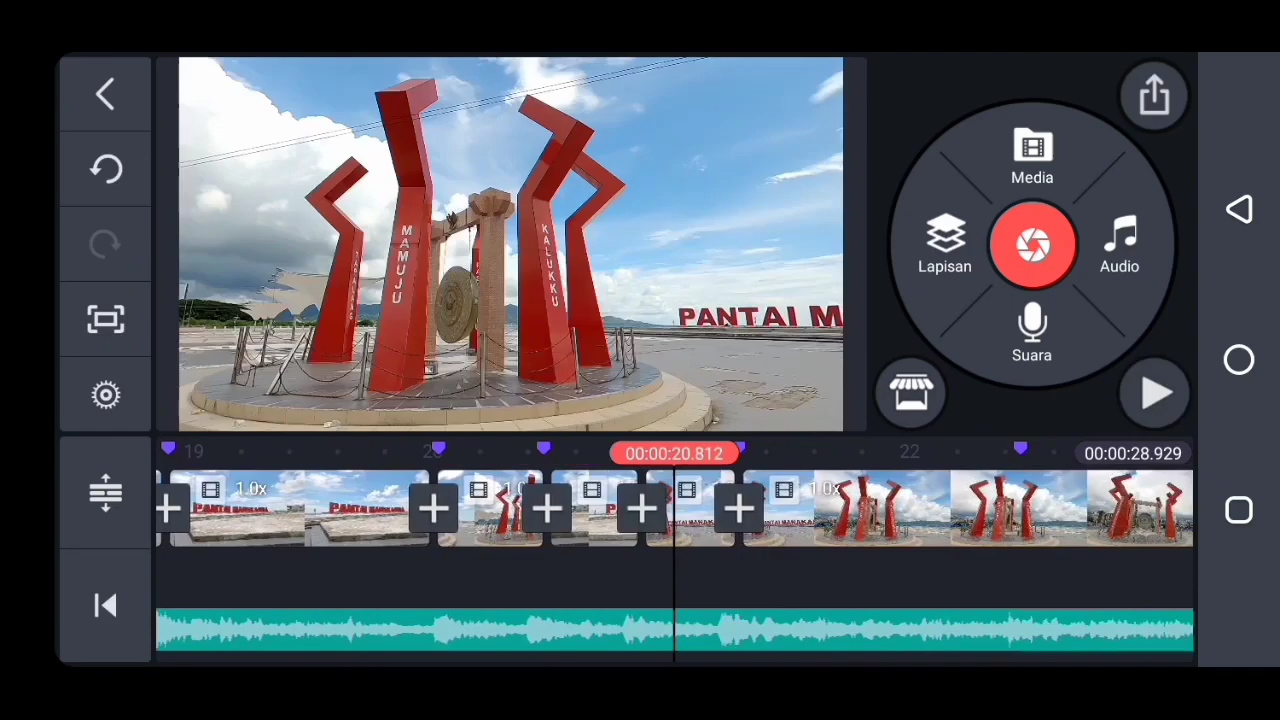 MAMUJU
KALUKKU
PANTAI M
Media
Lapisan
Audio
Suara
19
00:00:20.812
22
00:00:28.929
1.0x
1.0x